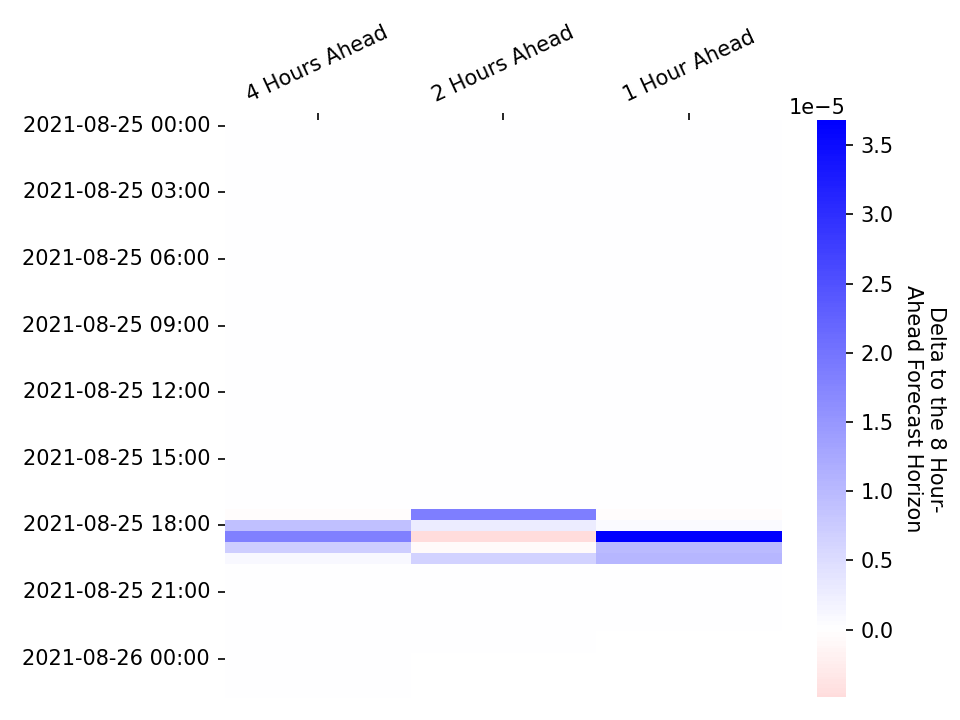 4 Hours Ahead
2 Hours Ahead
1 Hour Ahead
1e−5
2021-08-25 00:00
2021-08-25 03:00
2021-08-25 06:00
2021-08-25 09:00
2021-08-25 12:00
2021-08-25 15:00
2021-08-25 18:00
2021-08-25 21:00
2021-08-26 00:00
3.5
3.0
2.5
2.0
1.5
1.0
0.5
0.0
Delta to the 8 Hour-
Ahead Forecast Horizon